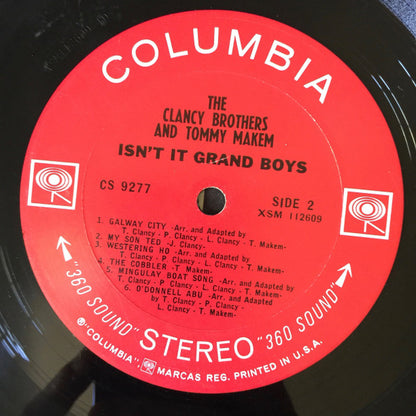 COLUMBIA
THE
CLANCY BROTHERS
AND TOMMY MAKEM
ISN'T IT GRAND BOYS
CS 9277
SIDE 2
XSM 112609
1. GALWAY CITY -Arr. and Adapted by
T. Clancy - P. Clancy - L. Clancy - T. Makem-
2. MY SON TED -J. Clancy-
3. WESTERING HO -Arr. and Adapted by
T. Clancy - P. Clancy - L. Clancy - T. Makem-
4. THE COBBLER -T. Makem-
5. MINGULAY BOAT SONG -Arr. and Adapted
by T. Clancy - P. Clancy - L. Clancy - T. Makem-
6. O'DONNELL ABU -Arr. and Adapted
by T. Clancy - P. Clancy -
L. Clancy - T. Makem-
"360 SOUND" STEREO "360 SOUND"
® "COLUMBIA", MARCAS REG. PRINTED IN U.S.A.